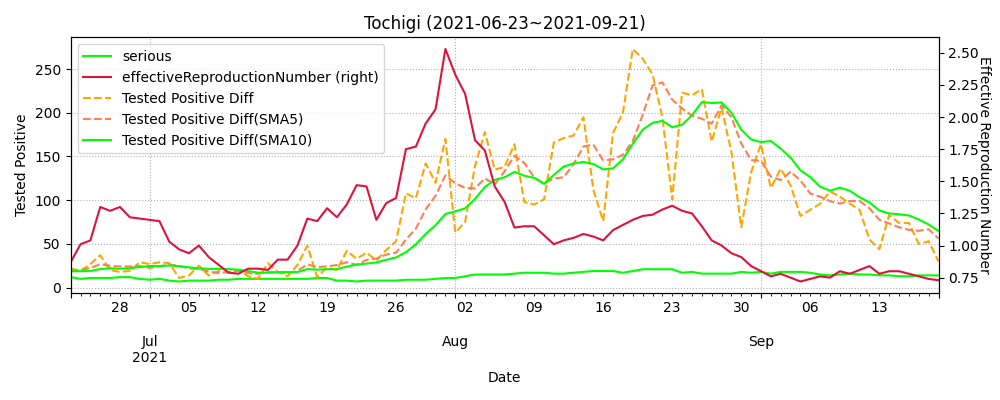 Tochigi (2021-06-23~2021-09-21)
serious
effectiveReproductionNumber (right)
Tested Positive Diff
Tested Positive Diff(SMA5)
Tested Positive Diff(SMA10)
Tested Positive
250
200
150
100
50
0
2.50
2.25
2.00
1.75
1.50
1.25
1.00
0.75
Effective Reproduction Number
28 05 12 19 26 02 09 16 23 30 06 13
Jul Aug Sep
2021
Date